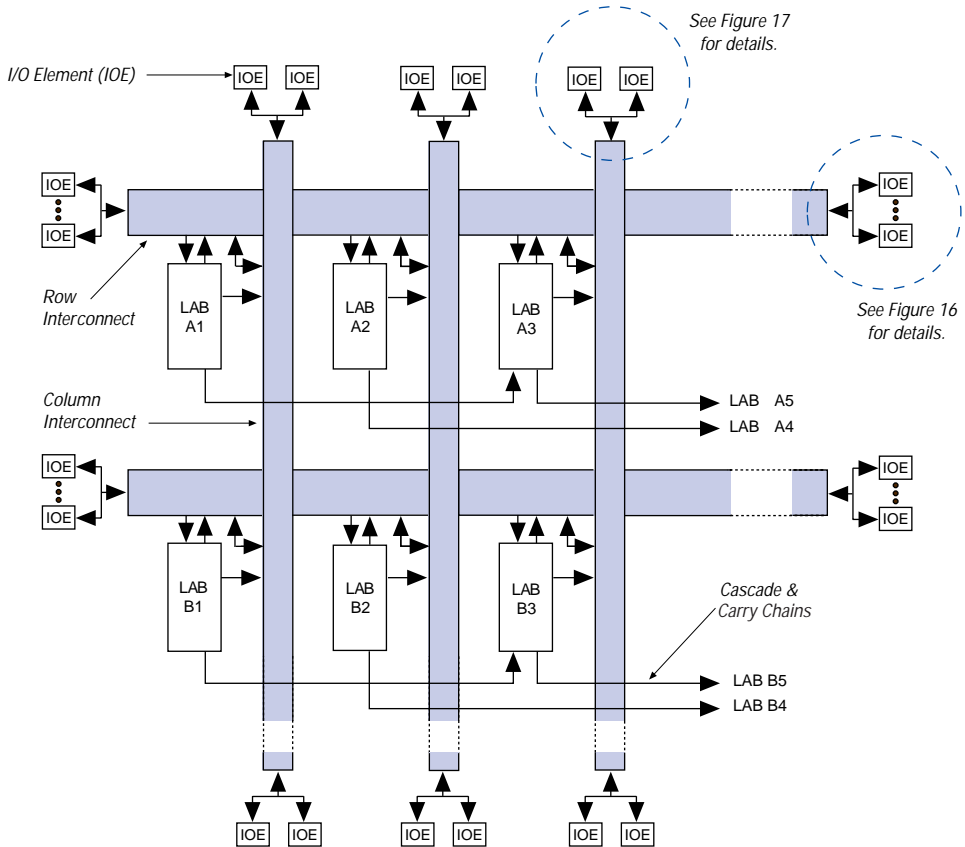 See Figure 17
for details.
I/O Element (IOE)
IOE
IOE
IOE
IOE
IOE
IOE
IOE
IOE
IOE
IOE
Row
Interconnect
LAB
A1
LAB
A2
LAB
A3
See Figure 16
for details.
Column
Interconnect
LAB A5
LAB A4
IOE
IOE
IOE
IOE
LAB
B1
LAB
B2
LAB
B3
Cascade &
Carry Chains
LAB B5
LAB B4
IOE
IOE
IOE
IOE
IOE
IOE